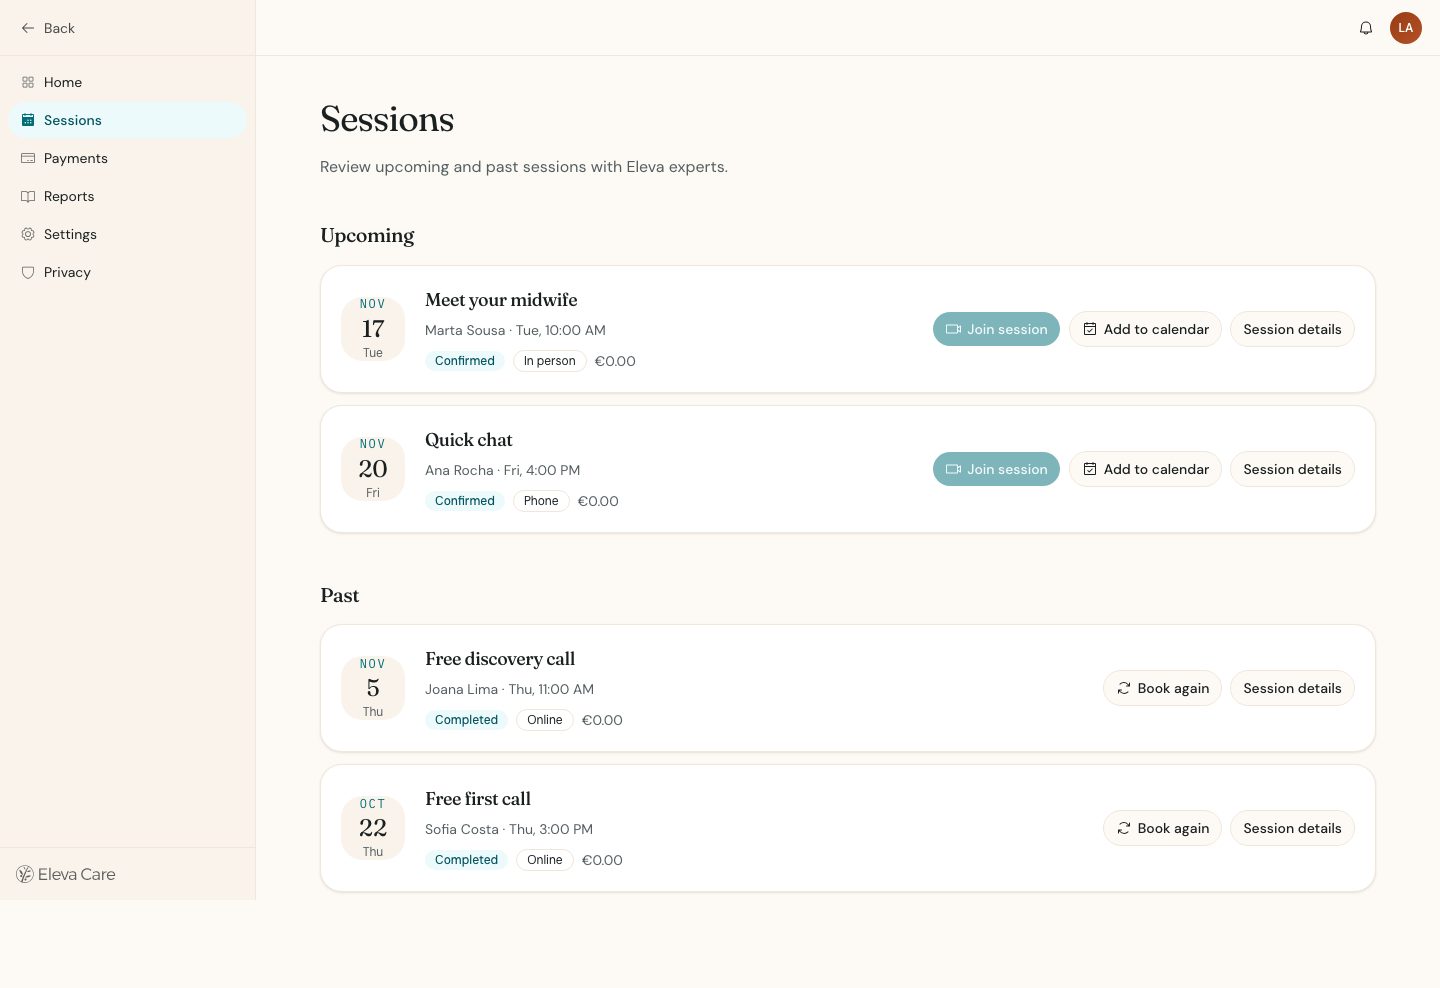 Back
LA
Home
Sessions
Payments
Reports
Settings
Privacy
Eleva Care
Sessions
Review upcoming and past sessions with Eleva experts.
Upcoming
NOV
17
Tue
Meet your midwife
Marta Sousa · Tue, 10:00 AM
Confirmed In person €0.00
Join session Add to calendar Session details
NOV
20
Fri
Quick chat
Ana Rocha · Fri, 4:00 PM
Confirmed Phone €0.00
Join session Add to calendar Session details
Past
NOV
5
Thu
Free discovery call
Joana Lima · Thu, 11:00 AM
Completed Online €0.00
Book again Session details
OCT
22
Thu
Free first call
Sofia Costa · Thu, 3:00 PM
Completed Online €0.00
Book again Session details